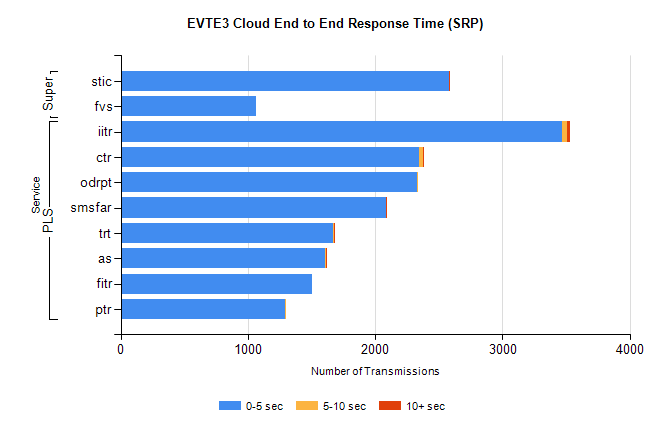 EVTE3 Cloud End to End Response Time (SRP)
Super
stic
fvs
Service
PLS
iitr
ctr
odrpt
smsfar
trt
as
fitr
ptr
0 1000 2000 3000 4000
Number of Transmissions
0-5 sec 5-10 sec 10+ sec